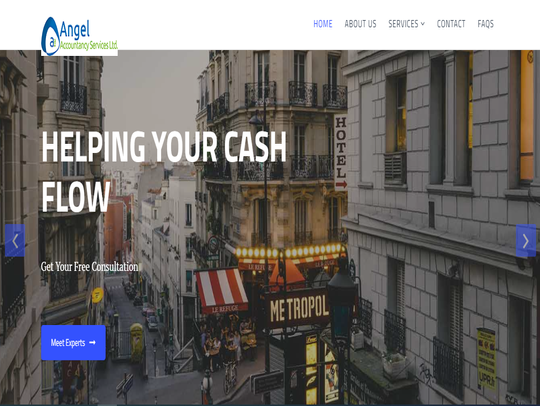 Angel
Accountancy Services Ltd.
HOME
ABOUT US
SERVICES
CONTACT
FAQS
HELPING YOUR CASH
FLOW
HOTEL
Get Your Free Consultation!
METROPOL
Meet Experts